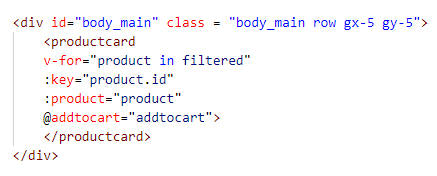 <div id="body_main" class = "body_main row gx-5 gy-5">
    <productcard
    v-for="product in filtered"
    :key="product.id"
    :product="product"
    @addtocart="addtocart">
    </productcard>
</div>